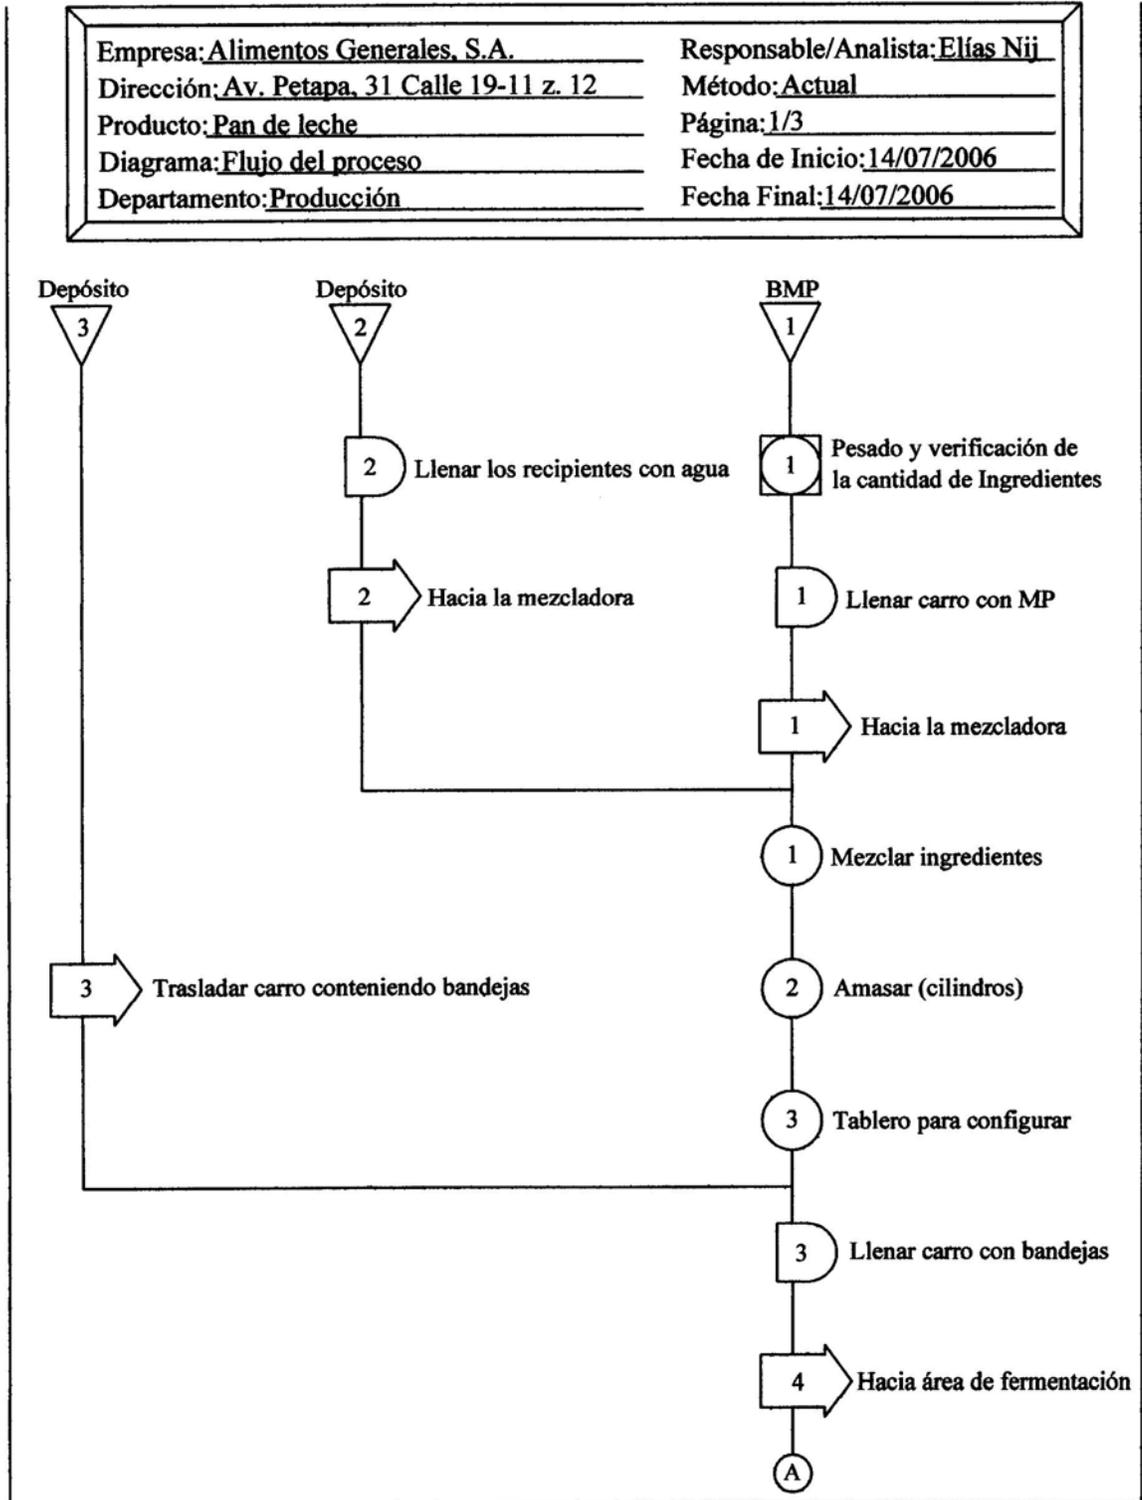 Empresa: Alimentos Generales, S.A.
Responsable/Analista: Elías Nij
Dirección: Av. Petapa, 31 Calle 19-11 z. 12
Método: Actual
Producto: Pan de leche
Página: 1/3
Diagrama: Flujo del proceso
Fecha de Inicio: 14/07/2006
Departamento: Producción
Fecha Final: 14/07/2006
Depósito
Depósito
BMP
3
2
1
2
Llenar los recipientes con agua
1
Pesado y verificación de
la cantidad de Ingredientes
2
Hacia la mezcladora
1
Llenar carro con MP
1
Hacia la mezcladora
1
Mezclar ingredientes
3
Trasladar carro conteniendo bandejas
2
Amasar (cilindros)
3
Tablero para configurar
3
Llenar carro con bandejas
4
Hacia área de fermentación
A